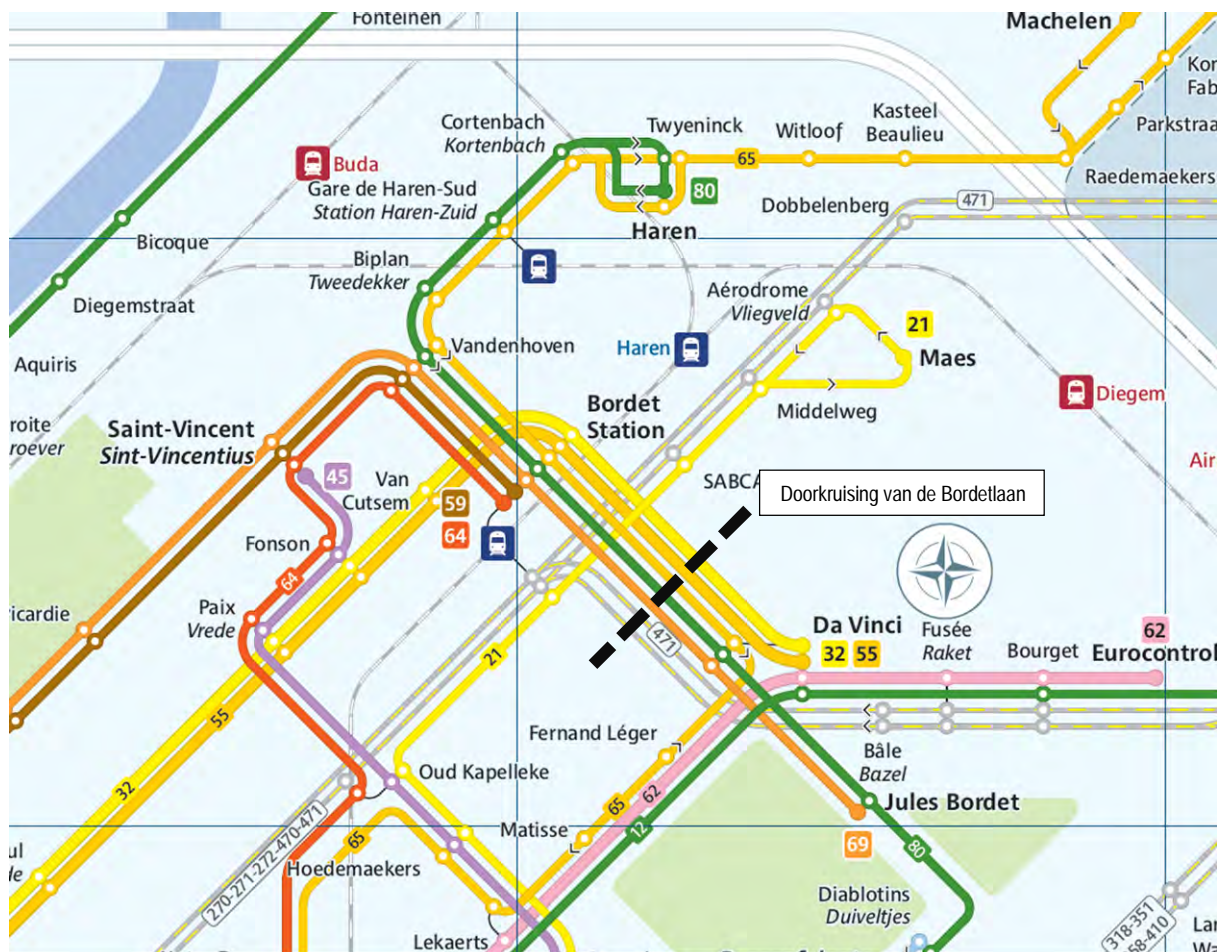 Fonteinen
Machelen
Cortenbach
Kortenbach
Twyeninck
Witloof
Kasteel
Beaulieu
Parkstraa
Buda
65
Raedemaekers
Gare de Haren-Sud
Station Haren-Zuid
80
Dobbelenberg
471
Haren
Bicoque
Biplan
Tweedekker
Diegemstraat
Aérodrome
Vliegveld
21
Vandenhoven
Haren
Maes
Aquiris
Diegem
Bordet
Station
Middelweg
Saint-Vincent
Sint-Vincentius
roite
roever
Air
45
Van
Cutsem
59
64
SABCA
Doorkruising van de Bordetlaan
Fonson
64
Paix
Vrede
icardie
471
21
Da Vinci
32 55
Fusée
Raket
Bourget
62
Eurocontrol
55
Fernand Léger
Bâle
Bazel
32
Oud Kapelleke
65
62
Jules Bordet
12
Matisse
65
69
80
Hoedemaekers
270-271-272-470-471
Diablotins
Duiveltjes
Lekaerts
318-351
58-410